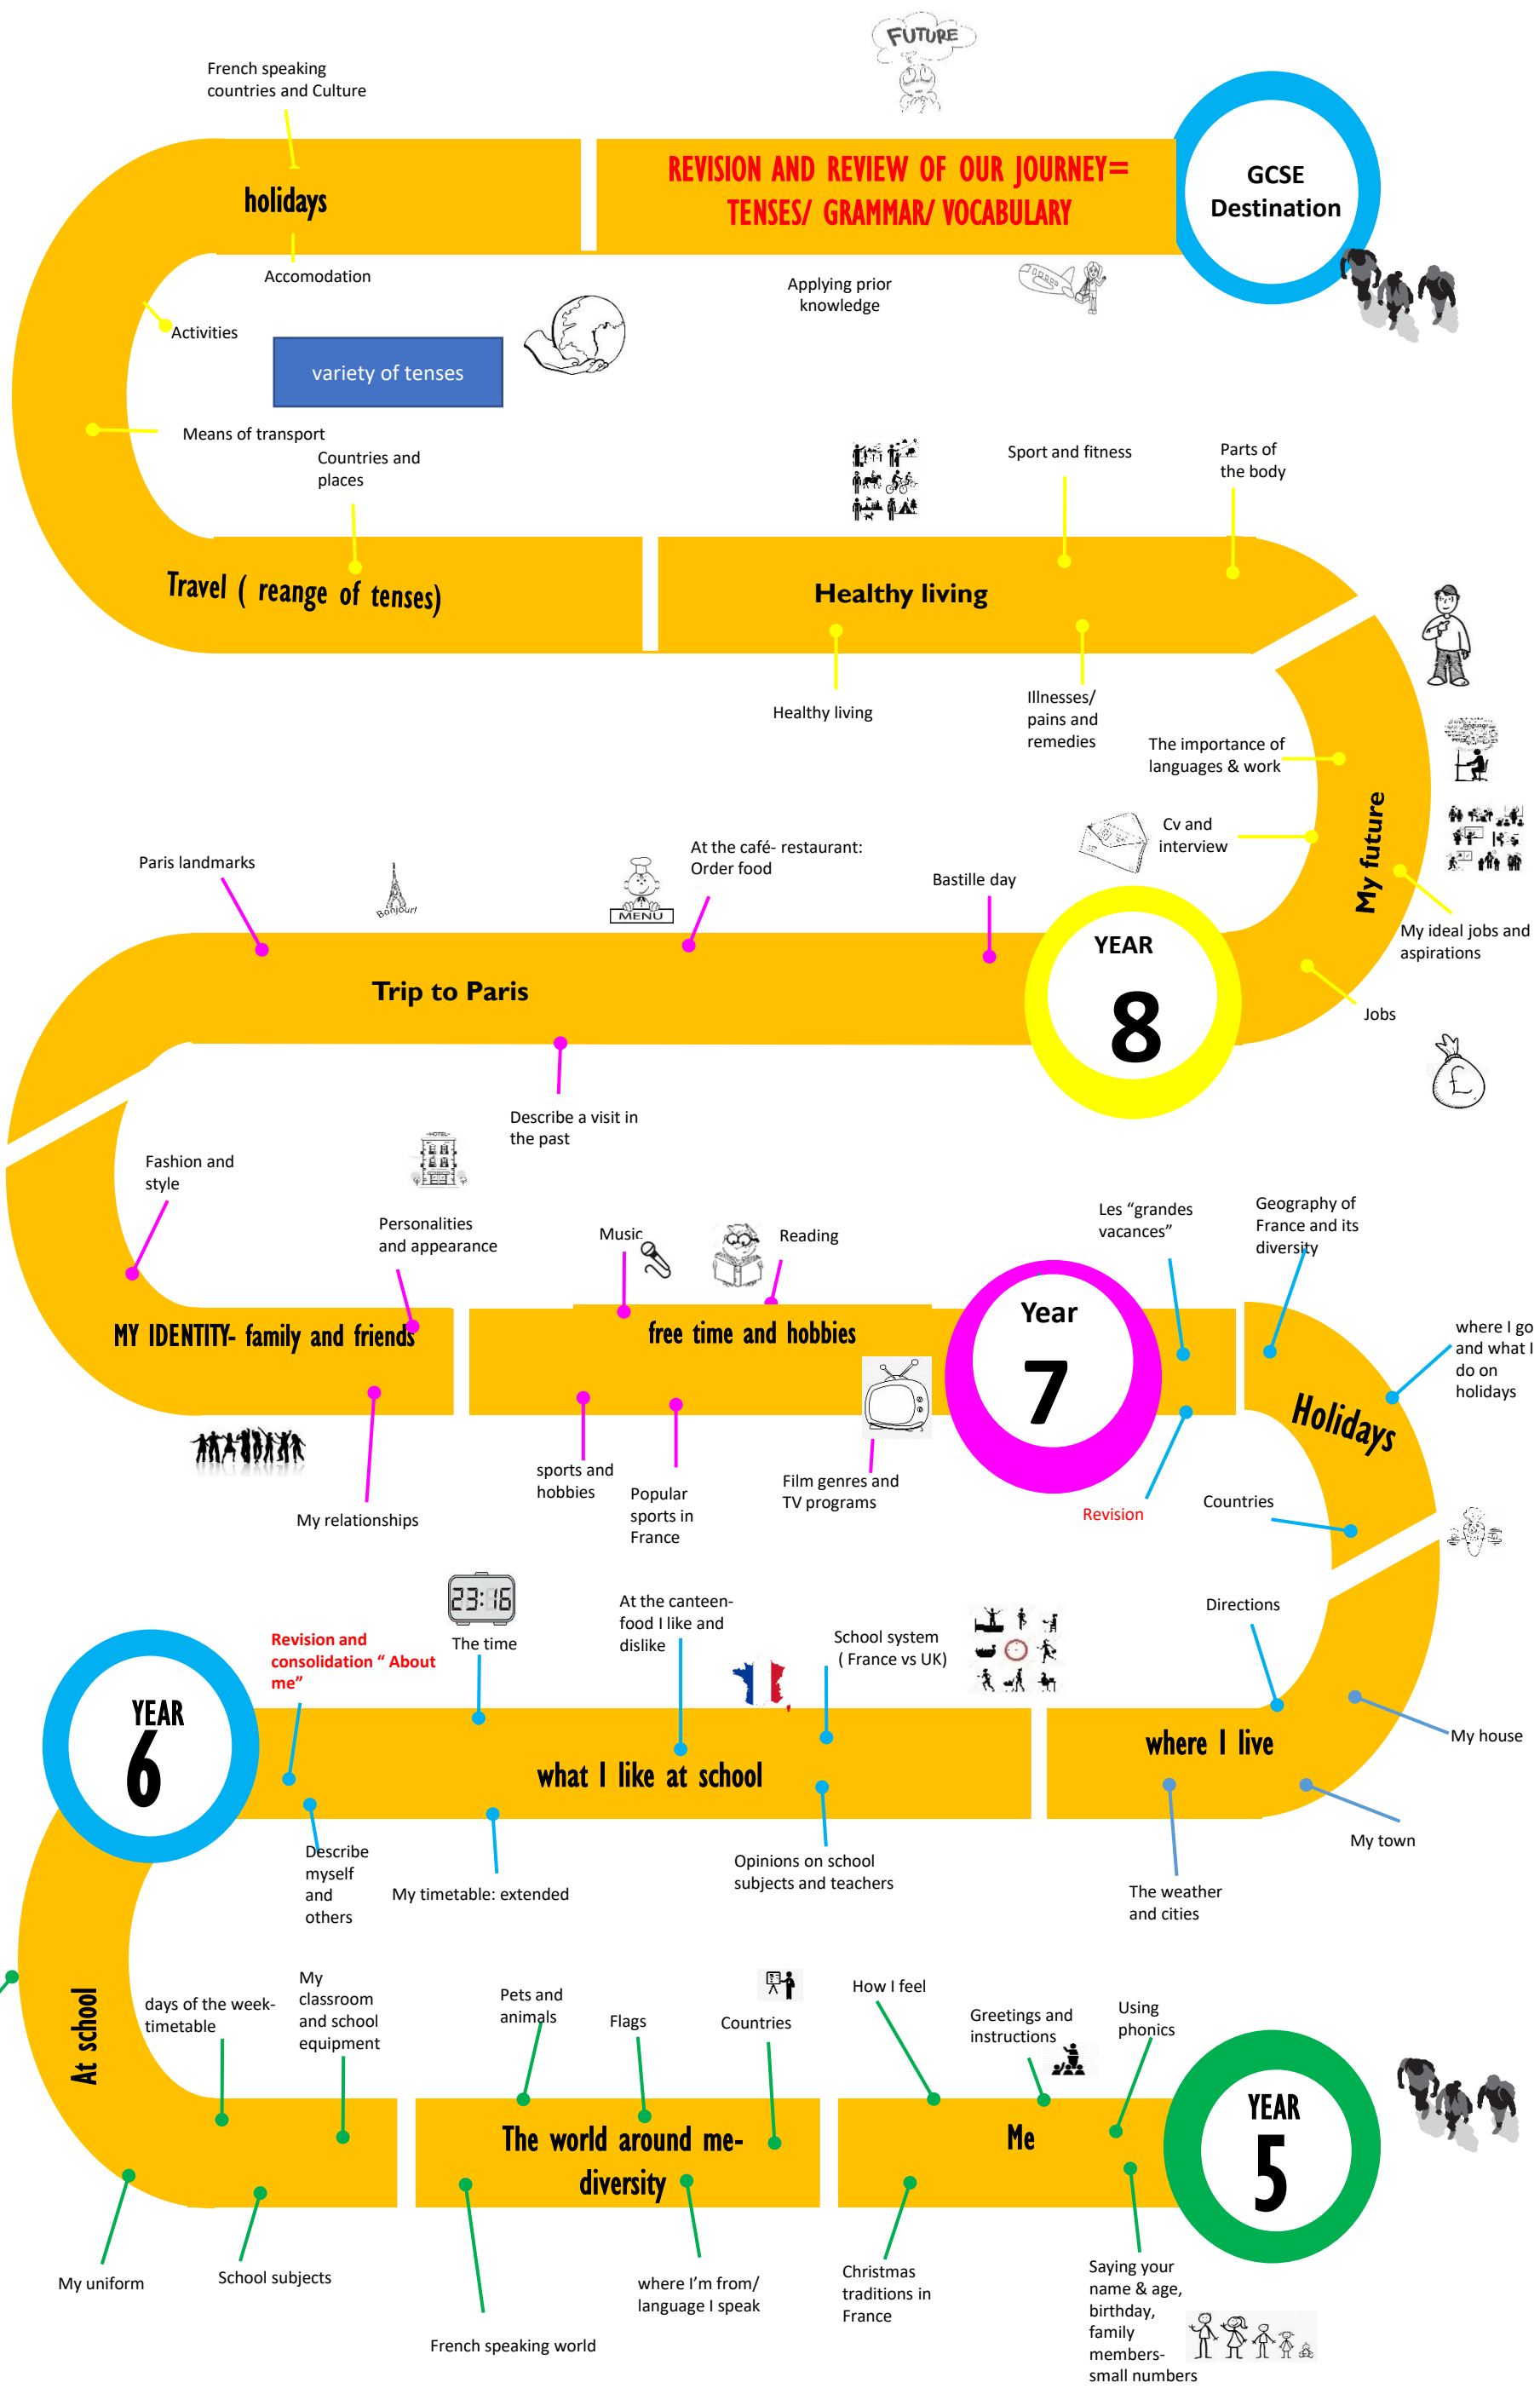 FUTURE
French speaking
countries and Culture
REVISION AND REVIEW OF OUR JOURNEY=
TENSES/ GRAMMAR/ VOCABULARY
GCSE
Destination
holidays
Accomodation
Applying prior
knowledge
Activities
variety of tenses
Means of transport
Countries and
places
Sport and fitness
Parts of
the body
Travel ( reange of tenses)
Healthy living
Healthy living
Illnesses/
pains and
remedies
The importance of
languages & work
language
My future
Cv and
interview
My ideal jobs and
aspirations
Jobs
£
Paris landmarks
Bonjour!
MENU
At the café- restaurant:
Order food
Bastille day
YEAR
8
Trip to Paris
Describe a visit in
the past
HOTEL
Fashion and
style
Personalities
and appearance
Music
Reading
Les “grandes
vacances”
Geography of
France and its
diversity
MY IDENTITY- family and friends
free time and hobbies
Year
7
where I go
and what I
do on
holidays
Holidays
My relationships
sports and
hobbies
Popular
sports in
France
Film genres and
TV programs
Revision
Countries
23:16
Revision and
consolidation “ About
me”
The time
At the canteen-
food I like and
dislike
School system
( France vs UK)
Directions
YEAR
6
what I like at school
where I live
My house
My town
Describe
myself
and
others
My timetable: extended
Opinions on school
subjects and teachers
The weather
and cities
At school
days of the week-
timetable
My
classroom
and school
equipment
Pets and
animals
Flags
Countries
How I feel
Greetings and
instructions
Using
phonics
The world around me-
diversity
Me
YEAR
5
My uniform
School subjects
French speaking world
where I’m from/
language I speak
Christmas
traditions in
France
Saying your
name & age,
birthday,
family
members-
small numbers